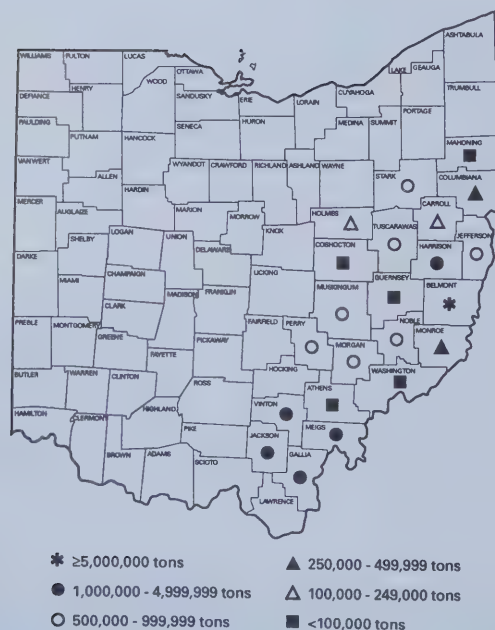 ASHTABULA
WILLIAMS
FULTON
LUCAS
LAKE
GEAUGA
OTTAWA
WOOD
HENRY
CUYAHOGA
TRUMBULL
DEFIANCE
SANDUSKY
ERIE
LORAIN
PORTAGE
PAULDING
SENECA
HURON
MEDINA
SUMMIT
PUTNAM
HANCOCK
MAHONING
VANWERT
WYANDOT
CRAWFORD
RICHLAND
ASHLAND
WAYNE
STARK
COLUMBIANA
ALLEN
HARDIN
MERCER
CARROLL
AUGLAIZE
MARION
MORROW
HOLMES
TUSCARAWAS
JEFFERSON
LOGAN
KNOX
COSHOCTON
HARRISON
SHELBY
UNION
DELAWARE
DARKE
LICKING
GUERNSEY
BELMONT
CHAMPAIGN
MUSKINGUM
MIAMI
MADISON
FRANKLIN
CLARK
NOBLE
PREBLE
MONTGOMERY
FAIRFIELD
PERRY
MONROE
GREENE
PICKAWAY
MORGAN
FAYETTE
HOCKING
WASHINGTON
BUTLER
WARREN
CLINTON
ROSS
ATHENS
VINTON
HIGHLAND
HAMILTON
CLERMONT
PIKE
JACKSON
MEIGS
BROWN
ADAMS
SCIOTO
GALLIA
LAWRENCE
≥5,000,000 tons
250,000 - 499,999 tons
1,000,000 - 4,999,999 tons
100,000 - 249,000 tons
500,000 - 999,999 tons
<100,000 tons